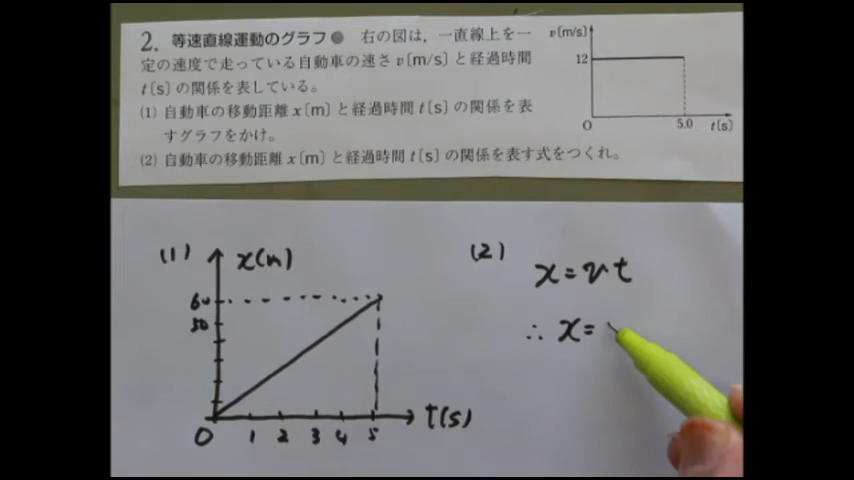 2. 等速直線運動のグラフ● 右の図は,一直線上を一
定の速度で走っている自動車の速さv〔m/s〕と経過時間
t〔s〕の関係を表している。
(1) 自動車の移動距離x〔m〕と経過時間t〔s〕の関係を表
すグラフをかけ。
(2) 自動車の移動距離x〔m〕と経過時間t〔s〕の関係を表す式をつくれ。
v〔m/s〕
12
O 5.0 t〔s〕
(1) x(m)
60
50
O 1 2 3 4 5 t(s)
(2)
x=vt
∴ x=